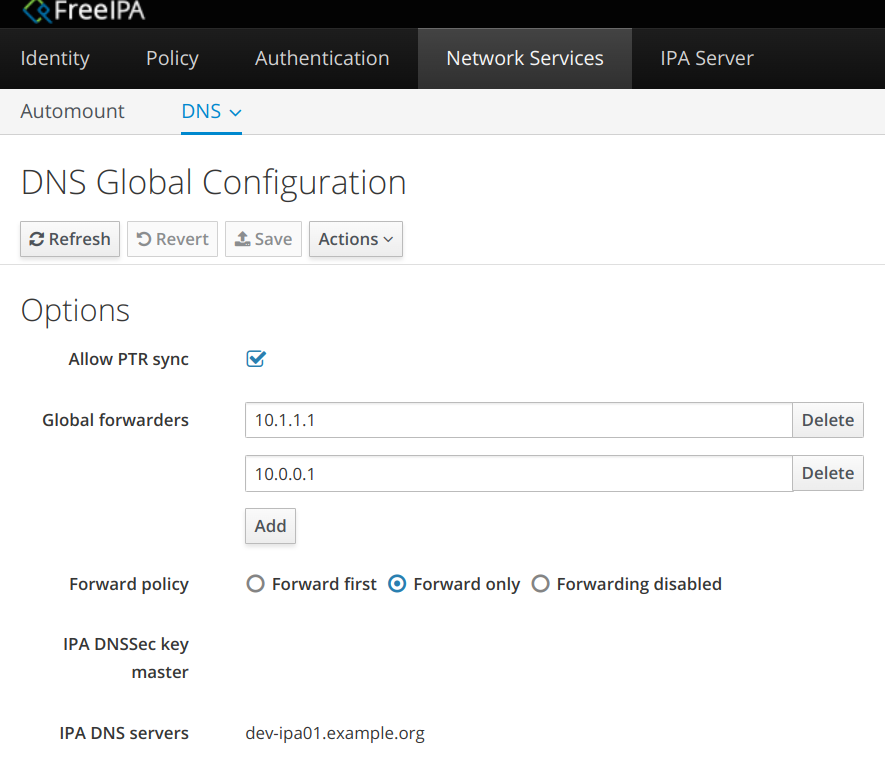 FreeIPA
Identity Policy Authentication Network Services IPA Server
Automount DNS
DNS Global Configuration
Refresh Revert Save Actions
Options
Allow PTR sync
Global forwarders 10.1.1.1 Delete
10.0.0.1 Delete
Add
Forward policy Forward first Forward only Forwarding disabled
IPA DNSSec key
master
IPA DNS servers dev-ipa01.example.org